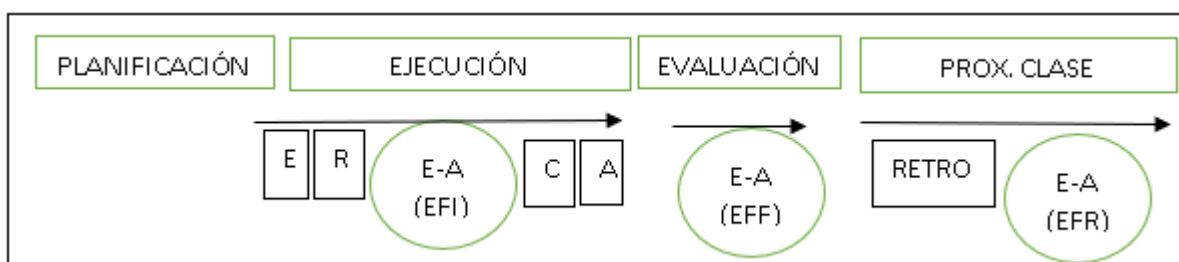 PLANIFICACIÓN
EJECUCIÓN
EVALUACIÓN
PROX. CLASE
E
R
E-A
(EFI)
C
A
E-A
(EFF)
RETRO
E-A
(EFR)